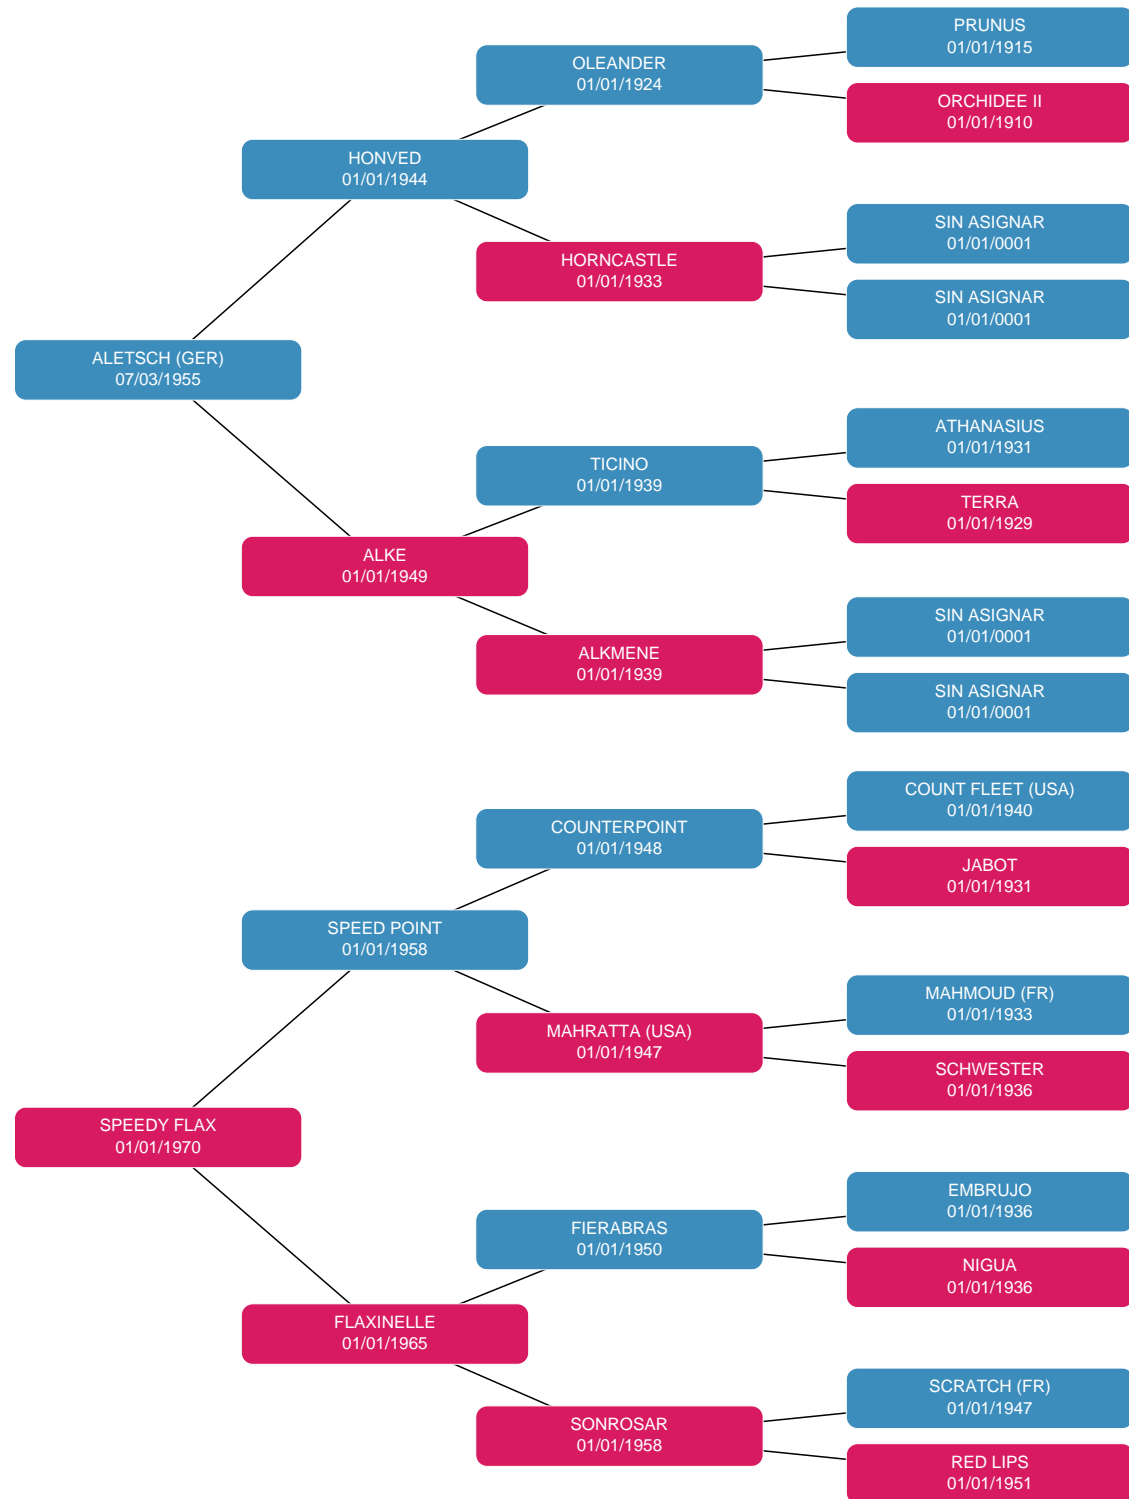 PRUNUS
01/01/1915
OLEANDER
01/01/1924
ORCHIDEE II
01/01/1910
HONVED
01/01/1944
SIN ASIGNAR
01/01/0001
HORNCASTLE
01/01/1933
SIN ASIGNAR
01/01/0001
ALETSCH (GER)
07/03/1955
ATHANASIUS
01/01/1931
TICINO
01/01/1939
TERRA
01/01/1929
ALKE
01/01/1949
SIN ASIGNAR
01/01/0001
ALKMENE
01/01/1939
SIN ASIGNAR
01/01/0001
COUNT FLEET (USA)
01/01/1940
COUNTERPOINT
01/01/1948
JABOT
01/01/1931
SPEED POINT
01/01/1958
MAHMOUD (FR)
01/01/1933
MAHRATTA (USA)
01/01/1947
SCHWESTER
01/01/1936
SPEEDY FLAX
01/01/1970
EMBRUJO
01/01/1936
FIERABRAS
01/01/1950
NIGUA
01/01/1936
FLAXINELLE
01/01/1965
SCRATCH (FR)
01/01/1947
SONROSAR
01/01/1958
RED LIPS
01/01/1951